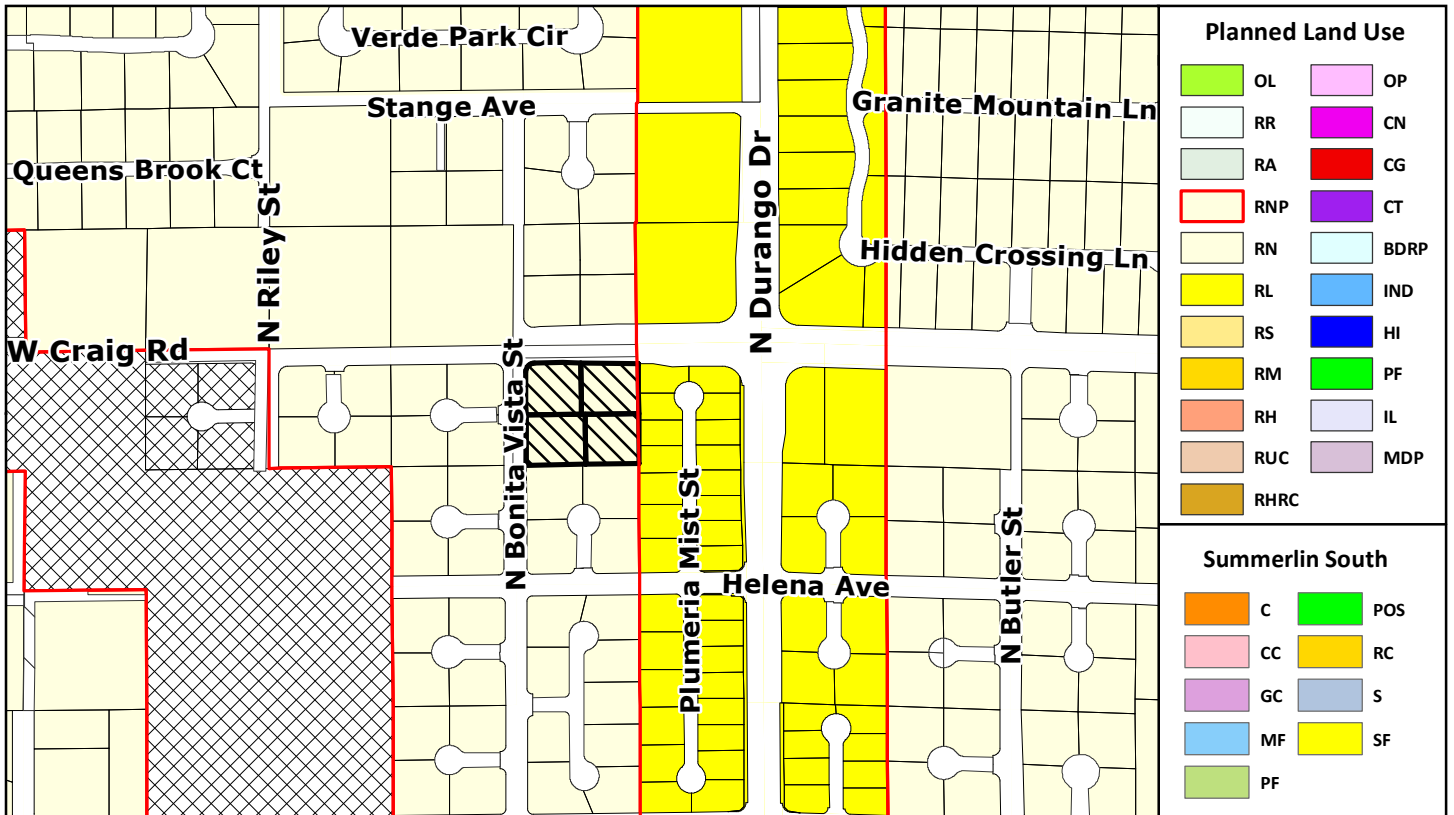 Verde Park Cir
Stange Ave
Granite Mountain Ln
Queens Brook Ct
N Riley St
N Durango Dr
Hidden Crossing Ln
W Craig Rd
N Bonita Vista St
Plumeria Mist St
Helena Ave
N Butler St
Planned Land Use
OL
OP
RR
CN
RA
CG
RNP
CT
RN
BDRP
RL
IND
RS
HI
RM
PF
RH
IL
RUC
MDP
RHRC
Summerlin South
C
POS
CC
RC
GC
S
MF
SF
PF